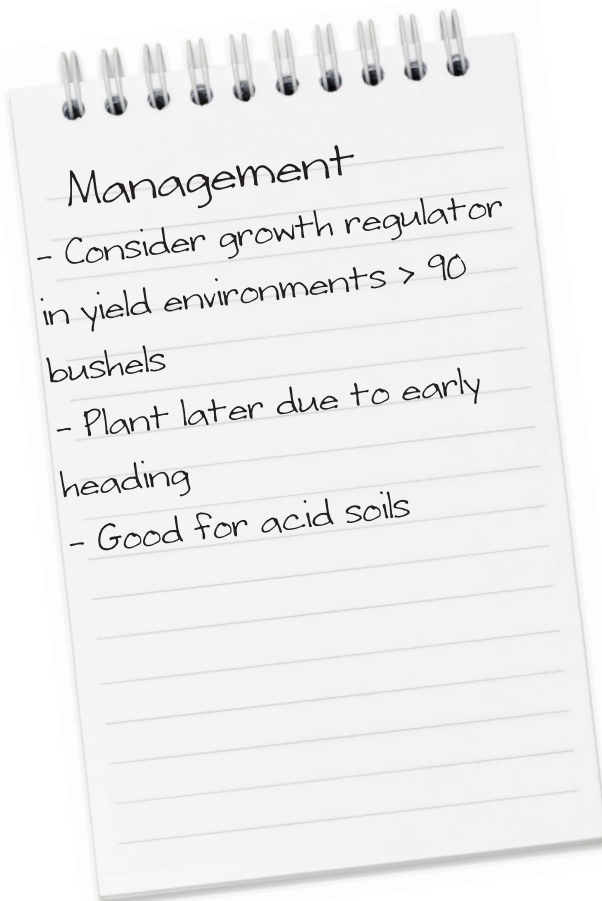 Management
- Consider growth regulator
in yield environments > 90
bushels
- Plant later due to early
heading
- Good for acid soils